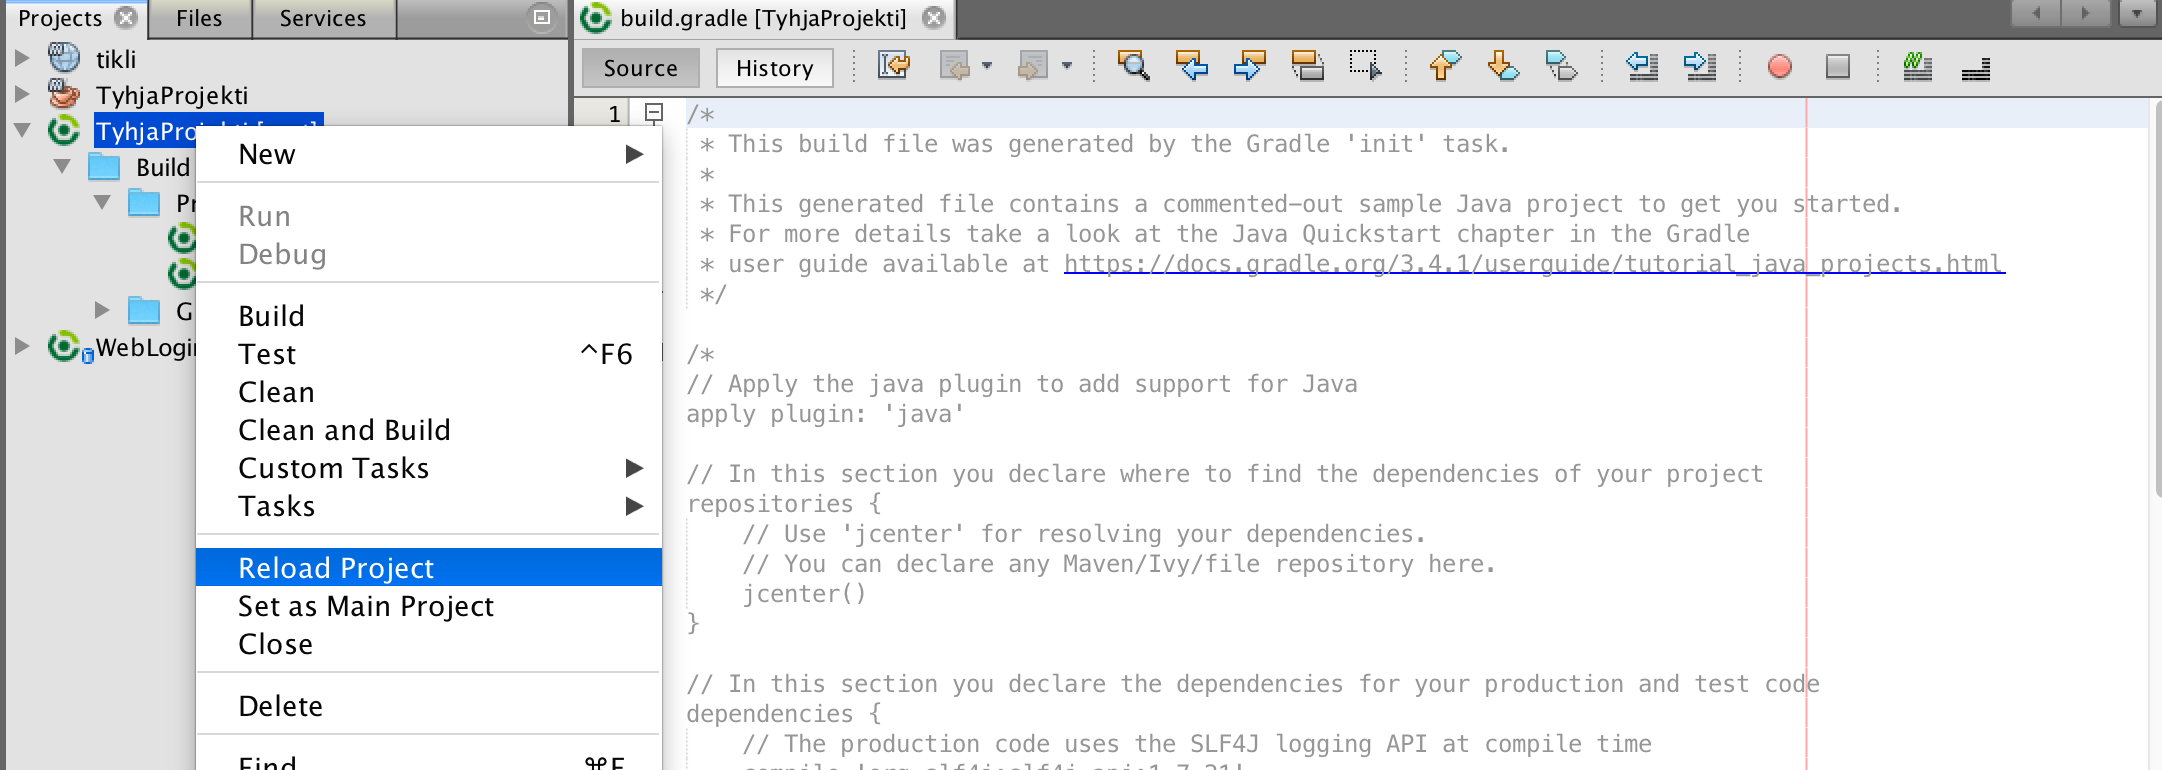 Projects
Files
Services
tikli
TyhjaProjekti
Build
WebLogin
New
Run
Debug
Build
Test ^F6
Clean
Clean and Build
Custom Tasks
Tasks
Reload Project
Set as Main Project
Close
Delete
Find ⌘F
build.gradle [TyhjaProjekti]
Source
History
1
/*
* This build file was generated by the Gradle 'init' task.
*
* This generated file contains a commented-out sample Java project to get you started.
* For more details take a look at the Java Quickstart chapter in the Gradle
* user guide available at https://docs.gradle.org/3.4.1/userguide/tutorial_java_projects.html
*/
/*
// Apply the java plugin to add support for Java
apply plugin: 'java'
// In this section you declare where to find the dependencies of your project
repositories {
// Use 'jcenter' for resolving your dependencies.
// You can declare any Maven/Ivy/file repository here.
jcenter()
}
// In this section you declare the dependencies for your production and test code
dependencies {
// The production code uses the SLF4J logging API at compile time